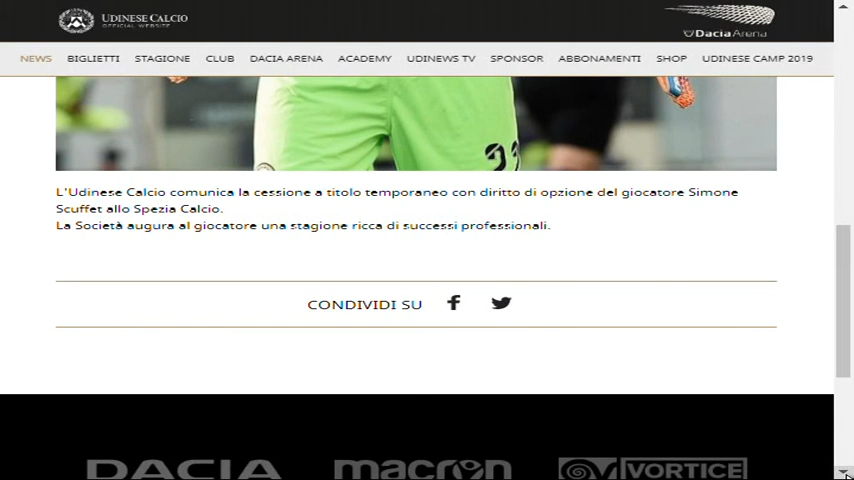 UDINESE CALCIO
OFFICIAL WEBSITE
Dacia Arena
NEWS BIGLIETTI STAGIONE CLUB DACIA ARENA ACADEMY UDINEWS TV SPONSOR ABBONAMENTI SHOP UDINESE CAMP 2019
L'Udinese Calcio comunica la cessione a titolo temporaneo con diritto di opzione del giocatore Simone
Scuffet allo Spezia Calcio.
La Società augura al giocatore una stagione ricca di successi professionali.
CONDIVIDI SU
DACIA macron VORTICE